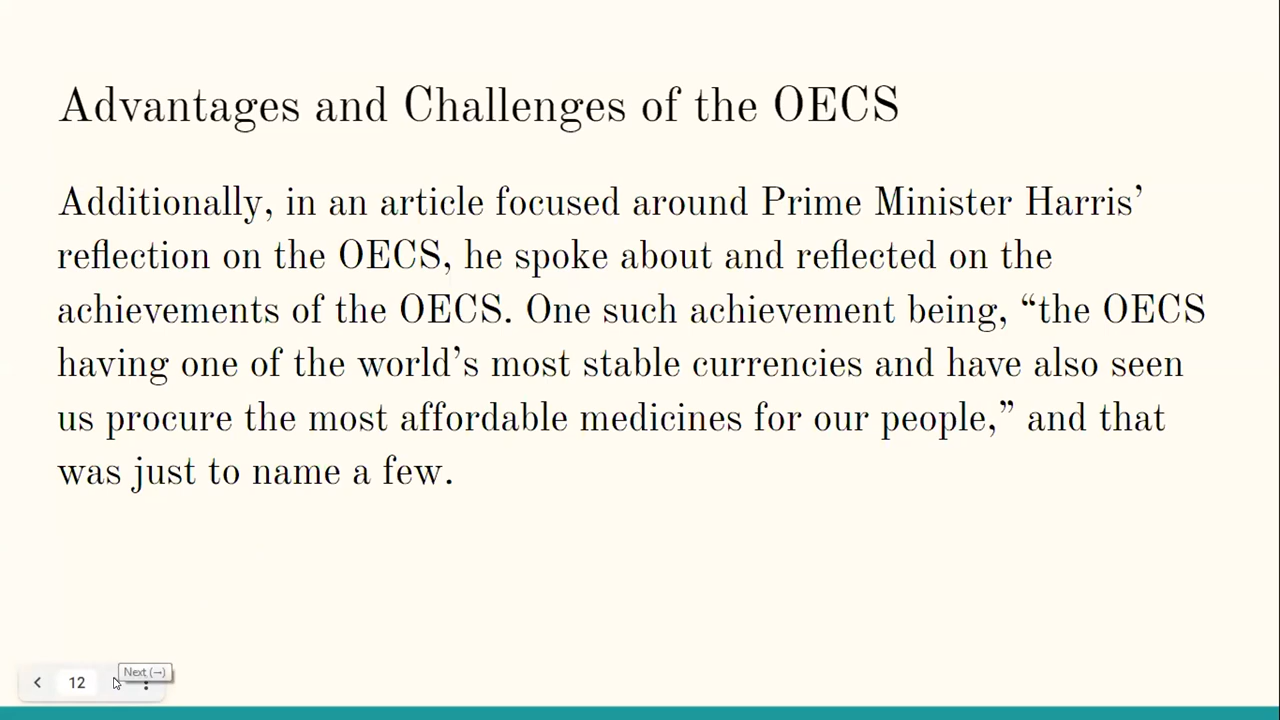 Advantages and Challenges of the OECS
Additionally, in an article focused around Prime Minister Harris’
reflection on the OECS, he spoke about and reflected on the
achievements of the OECS. One such achievement being, “the OECS
having one of the world’s most stable currencies and have also seen
us procure the most affordable medicines for our people,” and that
was just to name a few.
Next (→)
12